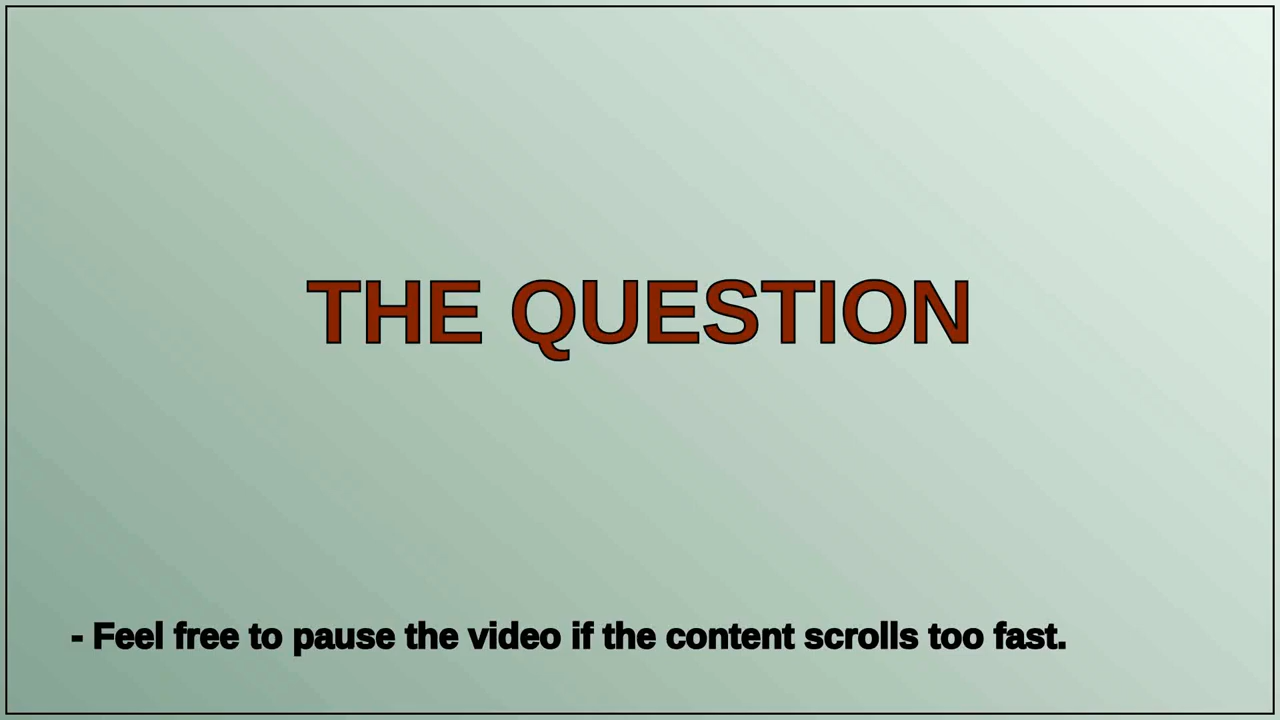 THE QUESTION
- Feel free to pause the video if the content scrolls too fast.